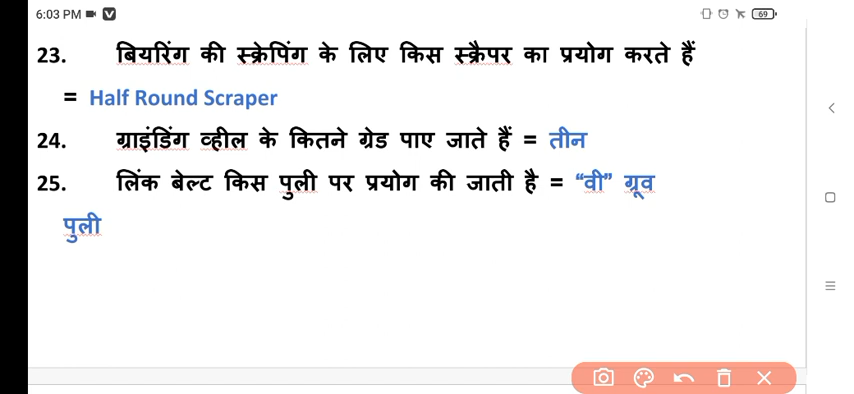 6:03 PM
69
23. बियरिंग की स्क्रेपिंग के लिए किस स्क्रैपर का प्रयोग करते हैं
= Half Round Scraper
24. ग्राइंडिंग व्हील के कितने ग्रेड पाए जाते हैं = तीन
25. लिंक बेल्ट किस पुली पर प्रयोग की जाती है = “वी” ग्रूव
पुली